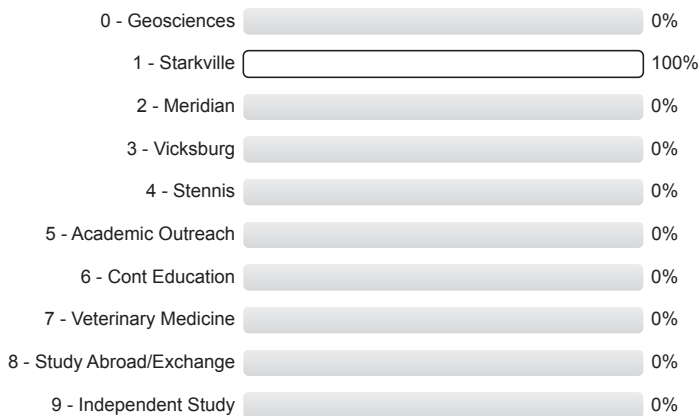 0 - Geosciences 0%
1 - Starkville 100%
2 - Meridian 0%
3 - Vicksburg 0%
4 - Stennis 0%
5 - Academic Outreach 0%
6 - Cont Education 0%
7 - Veterinary Medicine 0%
8 - Study Abroad/Exchange 0%
9 - Independent Study 0%